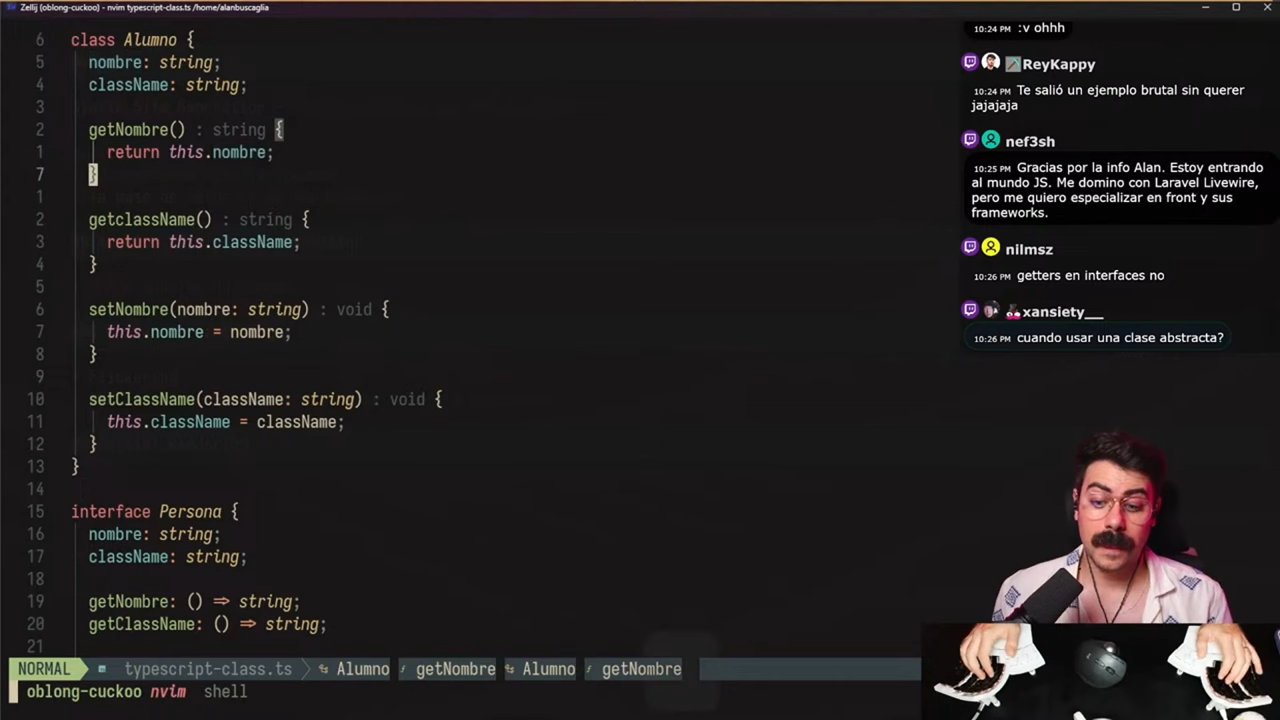 Zellij (oblong-cuckoo) - nvim typescript-class.ts /home/alanbuscaglia
6 class Alumno {
5 nombre: string;
4 className: string;
3
2 getNombre() : string {
1 return this.nombre;
7 }
1
2 getclassName() : string {
3 return this.className;
4 }
5
6 setNombre(nombre: string) : void {
7 this.nombre = nombre;
8 }
9
10 setClassName(className: string) : void {
11 this.className = className;
12 }
13 }
14
15 interface Persona {
16 nombre: string;
17 className: string;
18
19 getNombre: () => string;
20 getClassName: () => string;
21
NORMAL typescript-class.ts Alumno getNombre Alumno getNombre
oblong-cuckoo nvim shell
10:24 PM :v ohhh
ReyKappy
10:24 PM Te salió un ejemplo brutal sin querer
jajajaja
nef3sh
10:25 PM Gracias por la info Alan. Estoy entrando
al mundo JS. Me domino con Laravel Livewire,
pero me quiero especializar en front y sus
frameworks.
nilmsz
10:26 PM getters en interfaces no
xansiety__
10:26 PM cuando usar una clase abstracta?